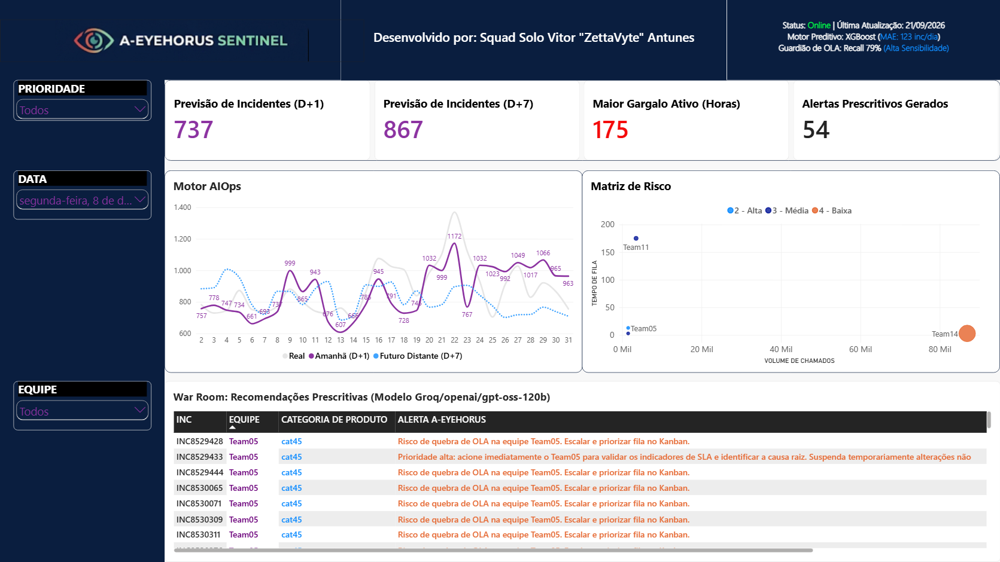 A-EYEHORUS SENTINEL
Desenvolvido por: Squad Solo Vitor "ZettaVyte" Antunes
Status: Online | Última Atualização: 21/09/2026
Motor Preditivo: XGBoost (MAE: 123 inc/dia)
Guardião de OLA: Recall 79% (Alta Sensibilidade)
PRIORIDADE
Todos
DATA
segunda-feira, 8 de d...
EQUIPE
Todos
Previsão de Incidentes (D+1)
737
Previsão de Incidentes (D+7)
867
Maior Gargalo Ativo (Horas)
175
Alertas Prescritivos Gerados
54
Motor AIOps
1.400
1.200
1.000
800
600
757 778 747 734 661 693 737 999 865 943 676 607 666 785 945 791 728 745 1032 999 1172 767 1032 1023 992 1049 1017 1066 965 963
2 3 4 5 6 7 8 9 10 11 12 13 14 15 16 17 18 19 20 21 22 23 24 25 26 27 28 29 30 31
Real Amanhã (D+1) Futuro Distante (D+7)
Matriz de Risco
2 - Alta 3 - Média 4 - Baixa
TEMPO DE FILA
200
150
100
50
0
Team11
Team05
Team14
0 Mil 20 Mil 40 Mil 60 Mil 80 Mil
VOLUME DE CHAMADOS
War Room: Recomendações Prescritivas (Modelo Groq/openai/gpt-oss-120b)
INC EQUIPE CATEGORIA DE PRODUTO ALERTA A-EYEHORUS
INC8529428 Team05 cat45 Risco de quebra de OLA na equipe Team05. Escalar e priorizar fila no Kanban.
INC8529433 Team05 cat45 Prioridade alta: acione imediatamente o Team05 para validar os indicadores de SLA e identificar a causa raiz. Suspenda temporariamente alterações não
INC8529444 Team05 cat45 Risco de quebra de OLA na equipe Team05. Escalar e priorizar fila no Kanban.
INC8530065 Team05 cat45 Risco de quebra de OLA na equipe Team05. Escalar e priorizar fila no Kanban.
INC8530071 Team05 cat45 Risco de quebra de OLA na equipe Team05. Escalar e priorizar fila no Kanban.
INC8530309 Team05 cat45 Risco de quebra de OLA na equipe Team05. Escalar e priorizar fila no Kanban.
INC8530311 Team05 cat45 Risco de quebra de OLA na equipe Team05. Escalar e priorizar fila no Kanban.